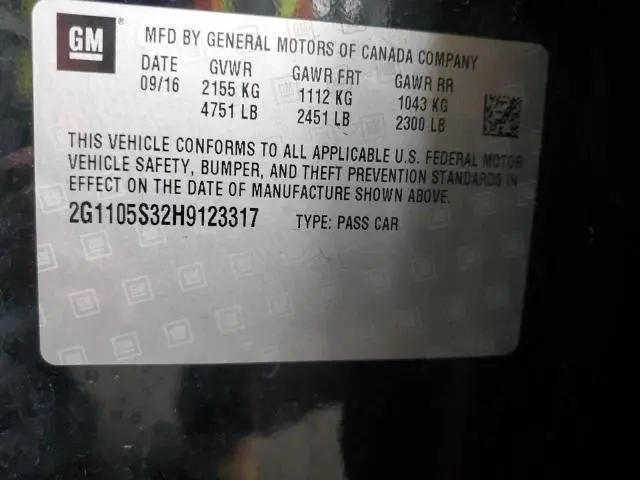 GM
MFD BY GENERAL MOTORS OF CANADA COMPANY
DATE GVWR GAWR FRT GAWR RR
09/16 2155 KG 1112 KG 1043 KG
4751 LB 2451 LB 2300 LB
THIS VEHICLE CONFORMS TO ALL APPLICABLE U.S. FEDERAL MOTOR
VEHICLE SAFETY, BUMPER, AND THEFT PREVENTION STANDARDS IN
EFFECT ON THE DATE OF MANUFACTURE SHOWN ABOVE.
2G1105S32H9123317 TYPE: PASS CAR